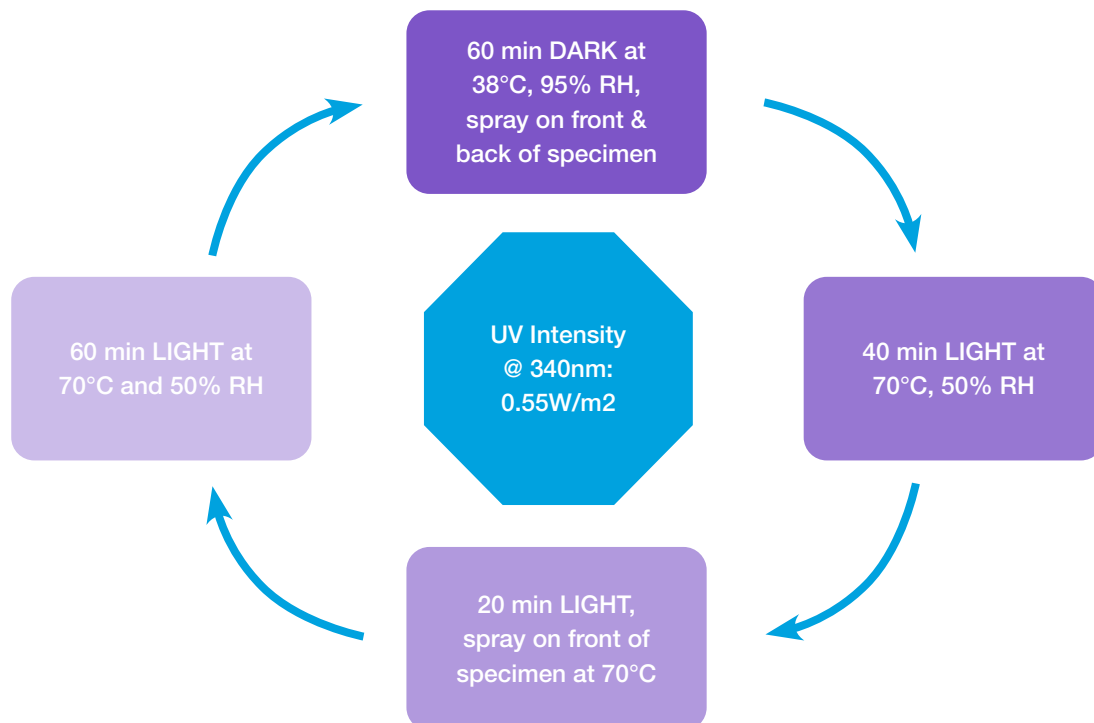 60 min DARK at
38°C, 95% RH,
spray on front &
back of specimen
UV Intensity
@ 340nm:
0.55W/m2
60 min LIGHT at
70°C and 50% RH
40 min LIGHT at
70°C, 50% RH
20 min LIGHT,
spray on front of
specimen at 70°C